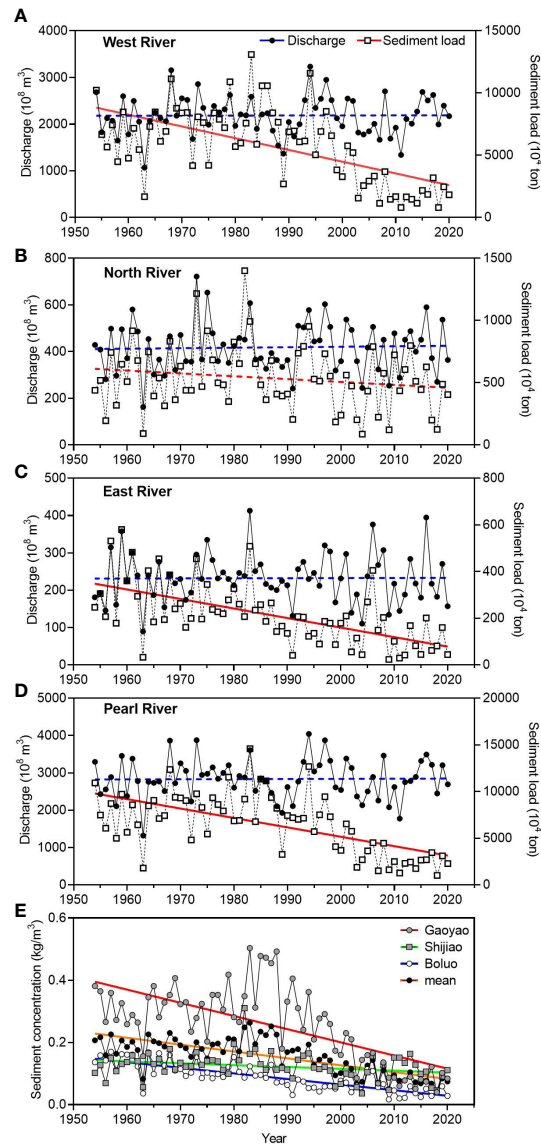 A
West River
Discharge
Sediment load
4000
3000
2000
1000
0
Discharge (10⁸ m³)
15000
10000
5000
0
Sediment load (10⁴ ton)
1950 1960 1970 1980 1990 2000 2010 2020
B
North River
800
600
400
200
0
Discharge (10⁸ m³)
1500
1000
500
0
Sediment load (10⁴ ton)
1950 1960 1970 1980 1990 2000 2010 2020
C
East River
500
400
300
200
100
0
Discharge (10⁸ m³)
800
600
400
200
0
Sediment load (10⁴ ton)
1950 1960 1970 1980 1990 2000 2010 2020
D
Pearl River
5000
4000
3000
2000
1000
0
Discharge (10⁸ m³)
20000
15000
10000
5000
0
Sediment load (10⁴ ton)
1950 1960 1970 1980 1990 2000 2010 2020
E
0.6
0.4
0.2
0.0
Sediment concentration (kg/m³)
Gaoyao
Shijiao
Boluo
mean
1950 1960 1970 1980 1990 2000 2010 2020
Year